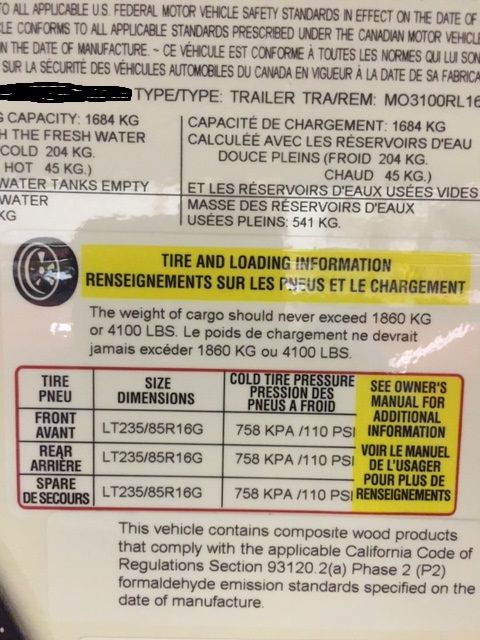 TO ALL APPLICABLE U.S. FEDERAL MOTOR VEHICLE SAFETY STANDARDS IN EFFECT ON THE DATE OF
CLE CONFORMS TO ALL APPLICABLE STANDARDS PRESCRIBED UNDER THE CANADIAN MOTOR VEHICLE
IN THE DATE OF MANUFACTURE. ~ CE VÉHICULE EST CONFORME À TOUTES LES NORMES QUI LUI SON
SUR LA SÉCURITÉ DES VÉHICULES AUTOMOBILES DU CANADA EN VIGUEUR À LA DATE DE SA FABRICA
TYPE/TYPE: TRAILER TRA/REM: MO3100RL16
G CAPACITY: 1684 KG
H THE FRESH WATER
COLD 204 KG.
HOT 45 KG.)
WATER TANKS EMPTY
WATER
KG
CAPACITÉ DE CHARGEMENT: 1684 KG
CALCULÉE AVEC LES RÉSERVOIRS D'EAU
DOUCE PLEINS (FROID 204 KG.
CHAUD 45 KG.)
ET LES RÉSERVOIRS D'EAUX USÉES VIDES
MASSE DES RÉSERVOIRS D'EAUX
USÉES PLEINS: 541 KG.
TIRE AND LOADING INFORMATION
RENSEIGNEMENTS SUR LES PNEUS ET LE CHARGEMENT
The weight of cargo should never exceed 1860 KG
or 4100 LBS. Le poids de chargement ne devrait
jamais excéder 1860 KG ou 4100 LBS.
TIRE
PNEU
SIZE
DIMENSIONS
COLD TIRE PRESSURE
PRESSION DES
PNEUS A FROID
FRONT
AVANT
LT235/85R16G
758 KPA /110 PSI
REAR
ARRIÈRE
LT235/85R16G
758 KPA /110 PSI
SPARE
DE SECOURS
LT235/85R16G
758 KPA /110 PSI
SEE OWNER'S
MANUAL FOR
ADDITIONAL
INFORMATION
VOIR LE MANUEL
DE L'USAGER
POUR PLUS DE
RENSEIGNEMENTS
This vehicle contains composite wood products
that comply with the applicable California Code of
Regulations Section 93120.2(a) Phase 2 (P2)
formaldehyde emission standards specified on the
date of manufacture.